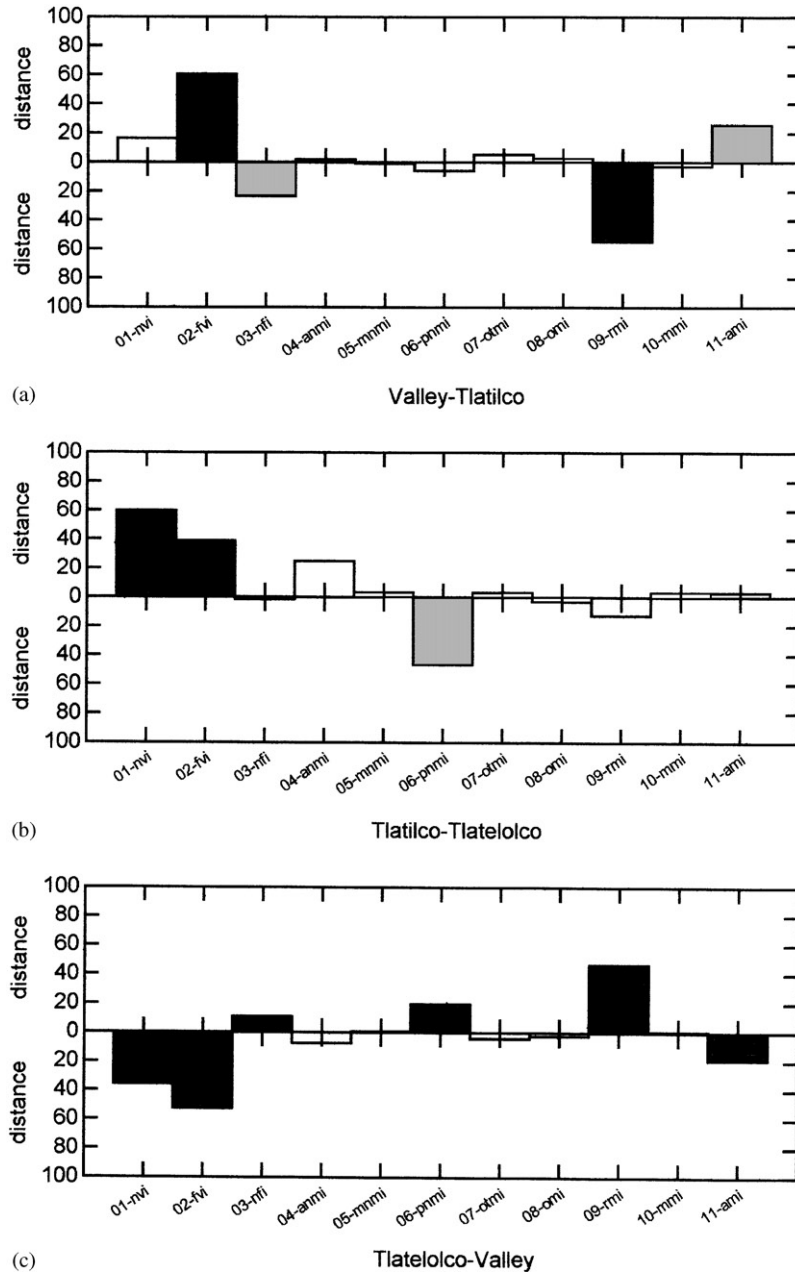 100
80
60
40
20
0
20
40
60
80
100
distance
distance
01-nvi
02-fvi
03-nfi
04-anmi
05-mnmi
06-pnmi
07-otmi
08-omi
09-rmi
10-mmi
11-ami
(a)
Valley-Tlatilco
100
80
60
40
20
0
20
40
60
80
100
distance
distance
01-nvi
02-fvi
03-nfi
04-anmi
05-mnmi
06-pnmi
07-otmi
08-omi
09-rmi
10-mmi
11-ami
(b)
Tlatilco-Tlatelolco
100
80
60
40
20
0
20
40
60
80
100
distance
distance
01-nvi
02-fvi
03-nfi
04-anmi
05-mnmi
06-pnmi
07-otmi
08-omi
09-rmi
10-mmi
11-ami
(c)
Tlatelolco-Valley